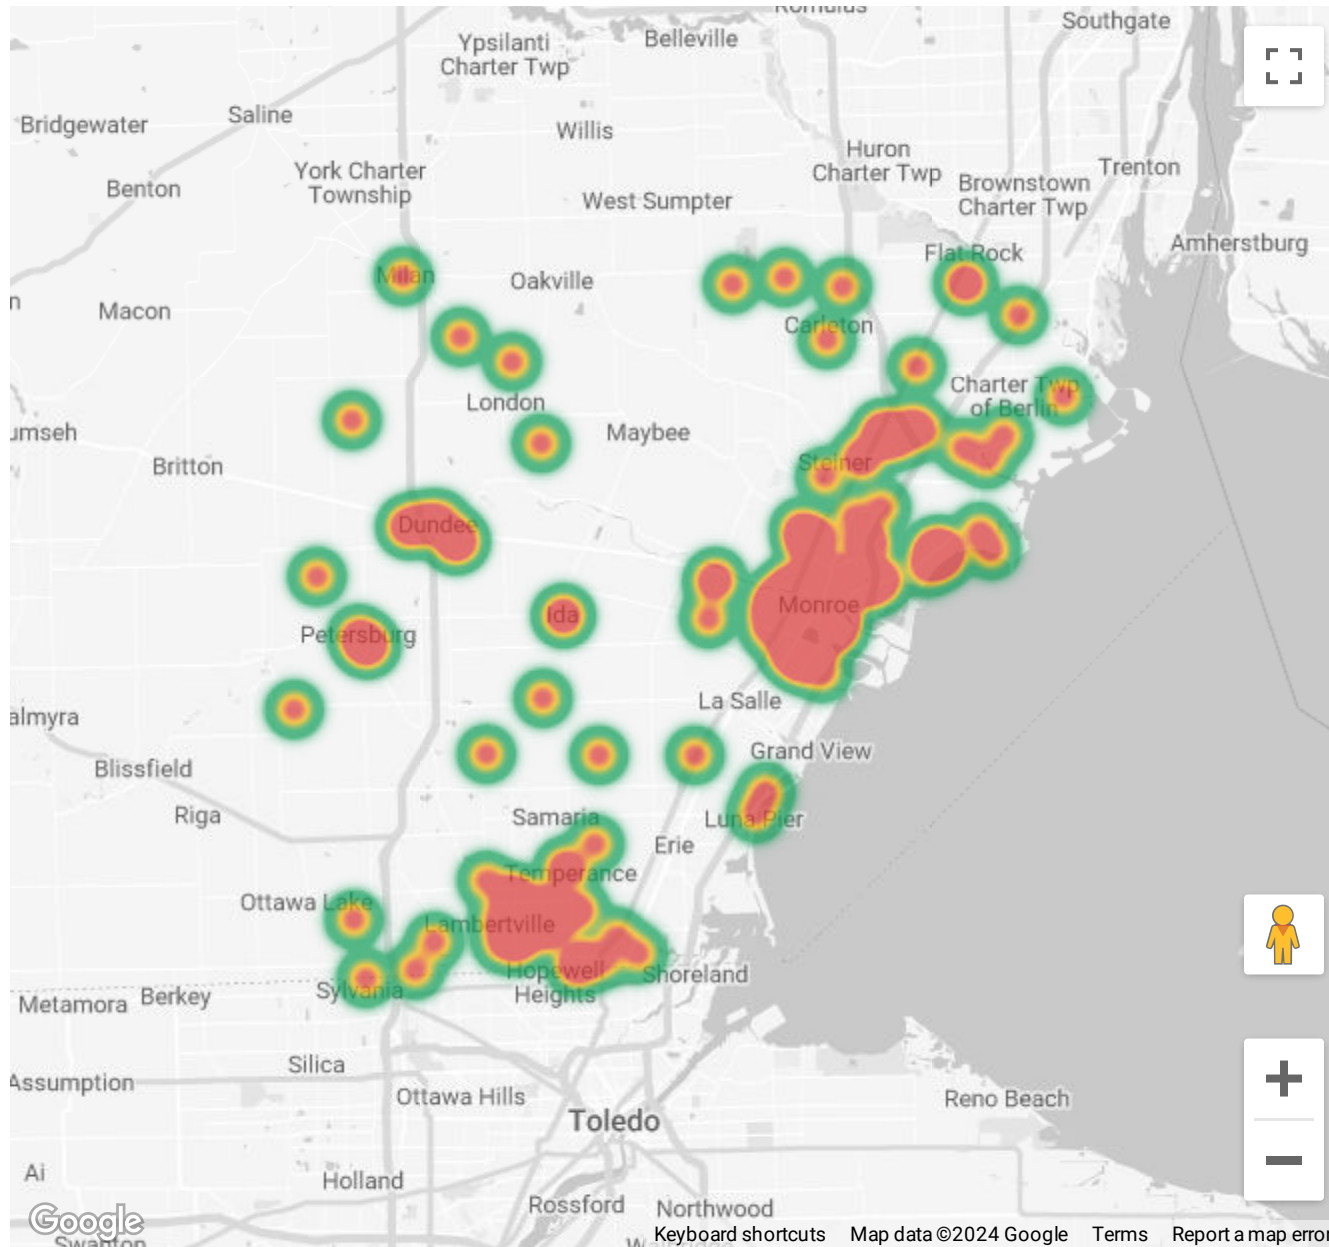 Romulus
Southgate
Belleville
Ypsilanti
Charter Twp
Saline
Bridgewater
Willis
Huron
Charter Twp
Trenton
York Charter
Township
Benton
Brownstown
Charter Twp
West Sumpter
Amherstburg
Flat Rock
Milan
Oakville
n
Macon
Carleton
Charter Twp
of Berlin
London
umseh
Maybee
Britton
Steiner
Dundee
Monroe
Ida
Petersburg
La Salle
almyra
Grand View
Blissfield
Riga
Samaria
Luna Pier
Erie
Temperance
Ottawa Lake
Lambertville
Hopewell
Heights
Shoreland
Sylvania
Metamora
Berkey
Silica
Assumption
Ottawa Hills
Reno Beach
Toledo
Ai
Holland
Rossford
Northwood
Google
Swanton
Keyboard shortcuts
Map data ©2024 Google
Terms
Report a map error